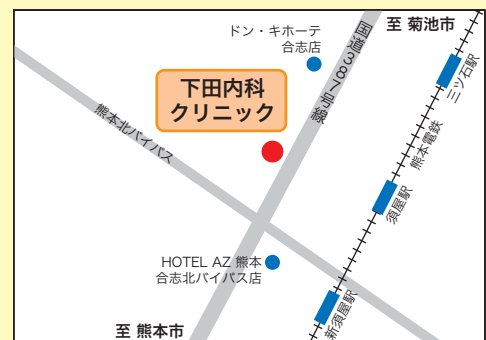 ドン・キホーテ
合志店
至 菊池市
国道387号線
下田内科
クリニック
三ツ石駅
熊本北バイパス
熊本電鉄
須屋駅
HOTEL AZ 熊本
合志北バイパス店
新須屋駅
至 熊本市